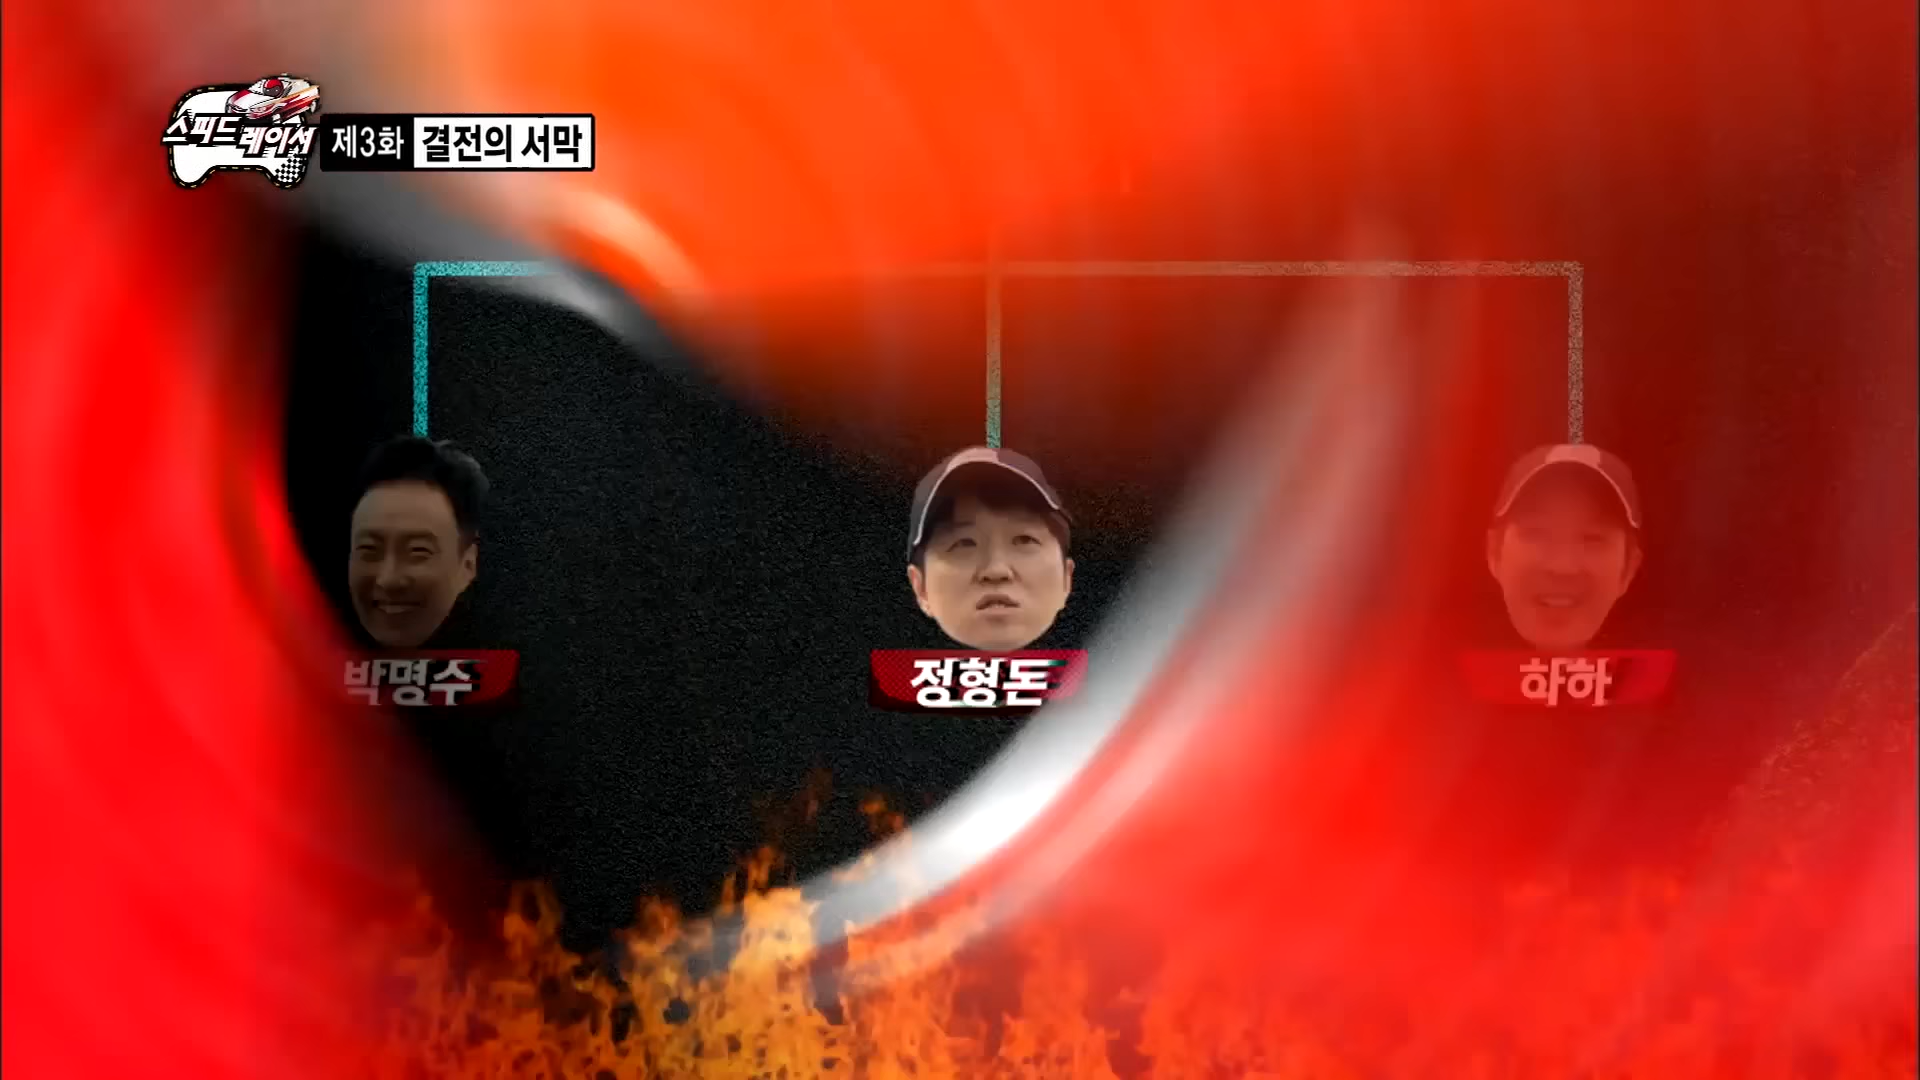 스피드
레이서
제3화 결전의 서막
박명수
정형돈
하하